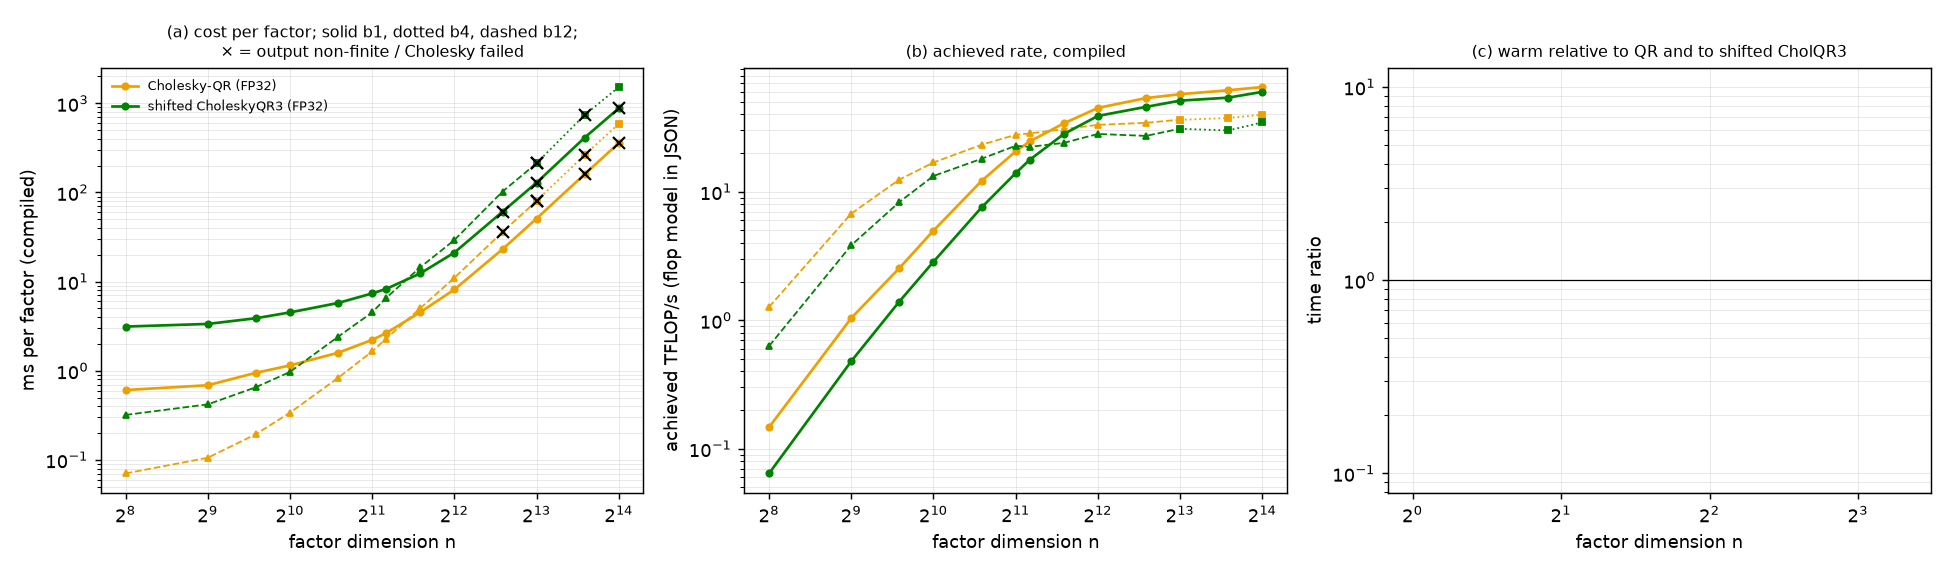 (a) cost per factor; solid b1, dotted b4, dashed b12;
× = output non-finite / Cholesky failed
Cholesky-QR (FP32)
shifted CholeskyQR3 (FP32)
ms per factor (compiled)
10³
10²
10¹
10⁰
10⁻¹
2⁸ 2⁹ 2¹⁰ 2¹¹ 2¹² 2¹³ 2¹⁴
factor dimension n
(b) achieved rate, compiled
achieved TFLOP/s (flop model in JSON)
10¹
10⁰
10⁻¹
2⁸ 2⁹ 2¹⁰ 2¹¹ 2¹² 2¹³ 2¹⁴
factor dimension n
(c) warm relative to QR and to shifted CholQR3
time ratio
10¹
10⁰
10⁻¹
2⁰ 2¹ 2² 2³
factor dimension n